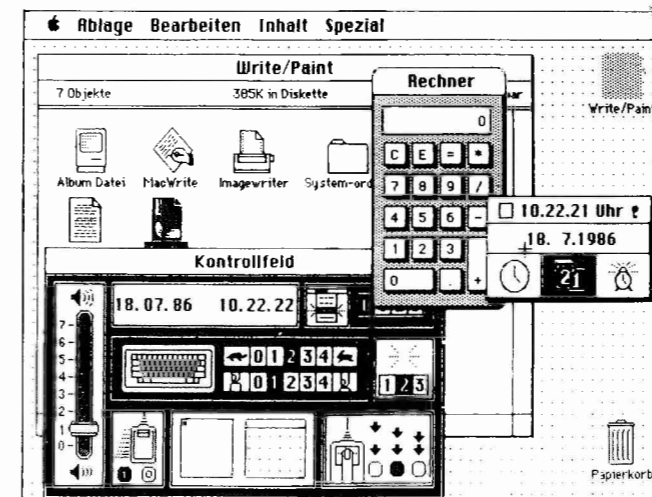 Ablage Bearbeiten Inhalt Spezial
Write/Paint
7 Objekte 385K in Diskette
Album Datei MacWrite Imagewriter System-ord
Write/Pain
Rechner
0
C E = *
7 8 9 /
4 5 6 -
1 2 3
0 . +
10.22.21 Uhr
18. 7.1986
21
Kontrollfeld
18.07.86 10.22.22
7-
6-
5-
4-
3-
2-
1-
0-
0 1 2 3 4
0 1 2 3 4
1 2 3
1 0
Papierkorb